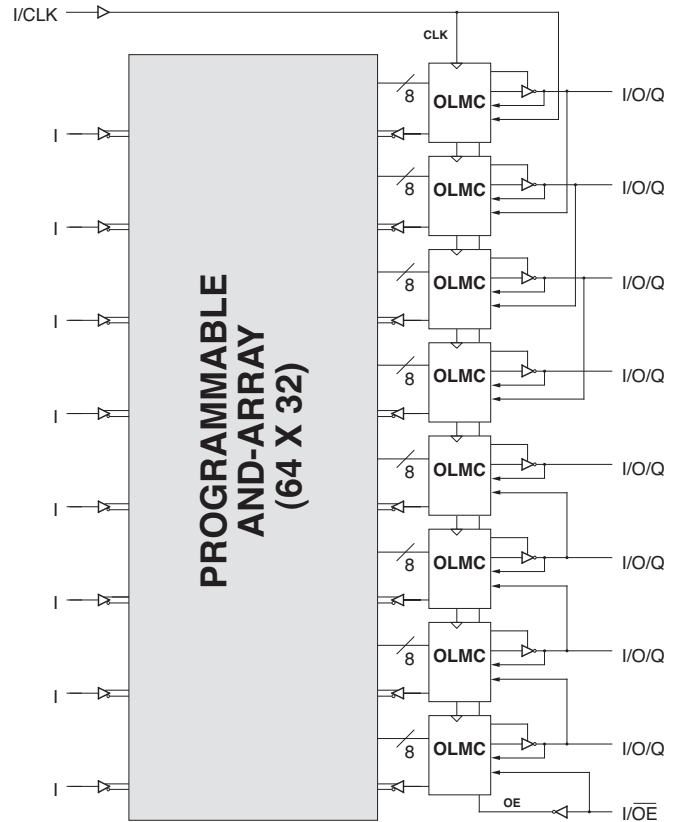 I/CLK
CLK
8
OLMC
I/O/Q
I
8
OLMC
I/O/Q
I
8
OLMC
I/O/Q
I
8
OLMC
I/O/Q
I
8
OLMC
I/O/Q
I
8
OLMC
I/O/Q
I
8
OLMC
I/O/Q
I
8
OLMC
I/O/Q
I
PROGRAMMABLE
AND-ARRAY
(64 X 32)
OE
I/O̅E̅